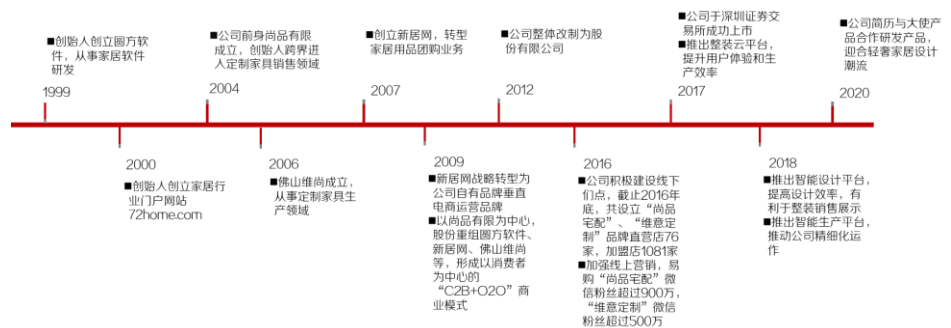 ■创始人创立圆方软
件，从事家居软件
研发
1999
■公司前身尚品有限
成立，创始人跨界进
入定制家具销售领域
2004
■创立新居网，转型
家居用品团购业务
2007
■公司整体改制为股
份有限公司
2012
■公司于深圳证券交
易所成功上市
■推出整装云平台，
提升用户体验和生
产效率
2017
■公司简历与大使产
品合作研发产品，
迎合轻奢家居设计
潮流
2020
2000
■创始人创立家居行
业门户网站
72home.com
2006
■佛山维尚成立，
从事定制家具生
产领域
2009
■新居网战略转型为
公司自有品牌垂直
电商运营品牌
■以尚品有限为中心，
股份重组圆方软件、
新居网、佛山维尚
等，形成以消费者
为中心的
“C2B+O2O”商
业模式
2016
■公司积极建设线下
们点，截止2016年
底，共设立“尚品
宅配”、“维意定
制”品牌直营店76
家，加盟店1081家
■加强线上营销，易
购“尚品宅配”微
信粉丝超过900万，
“维意定制”微信
粉丝超过500万
2018
■推出智能设计平台，
提高设计效率，有
利于整装销售展示
■推出智能生产平台，
推动公司精细化运
作